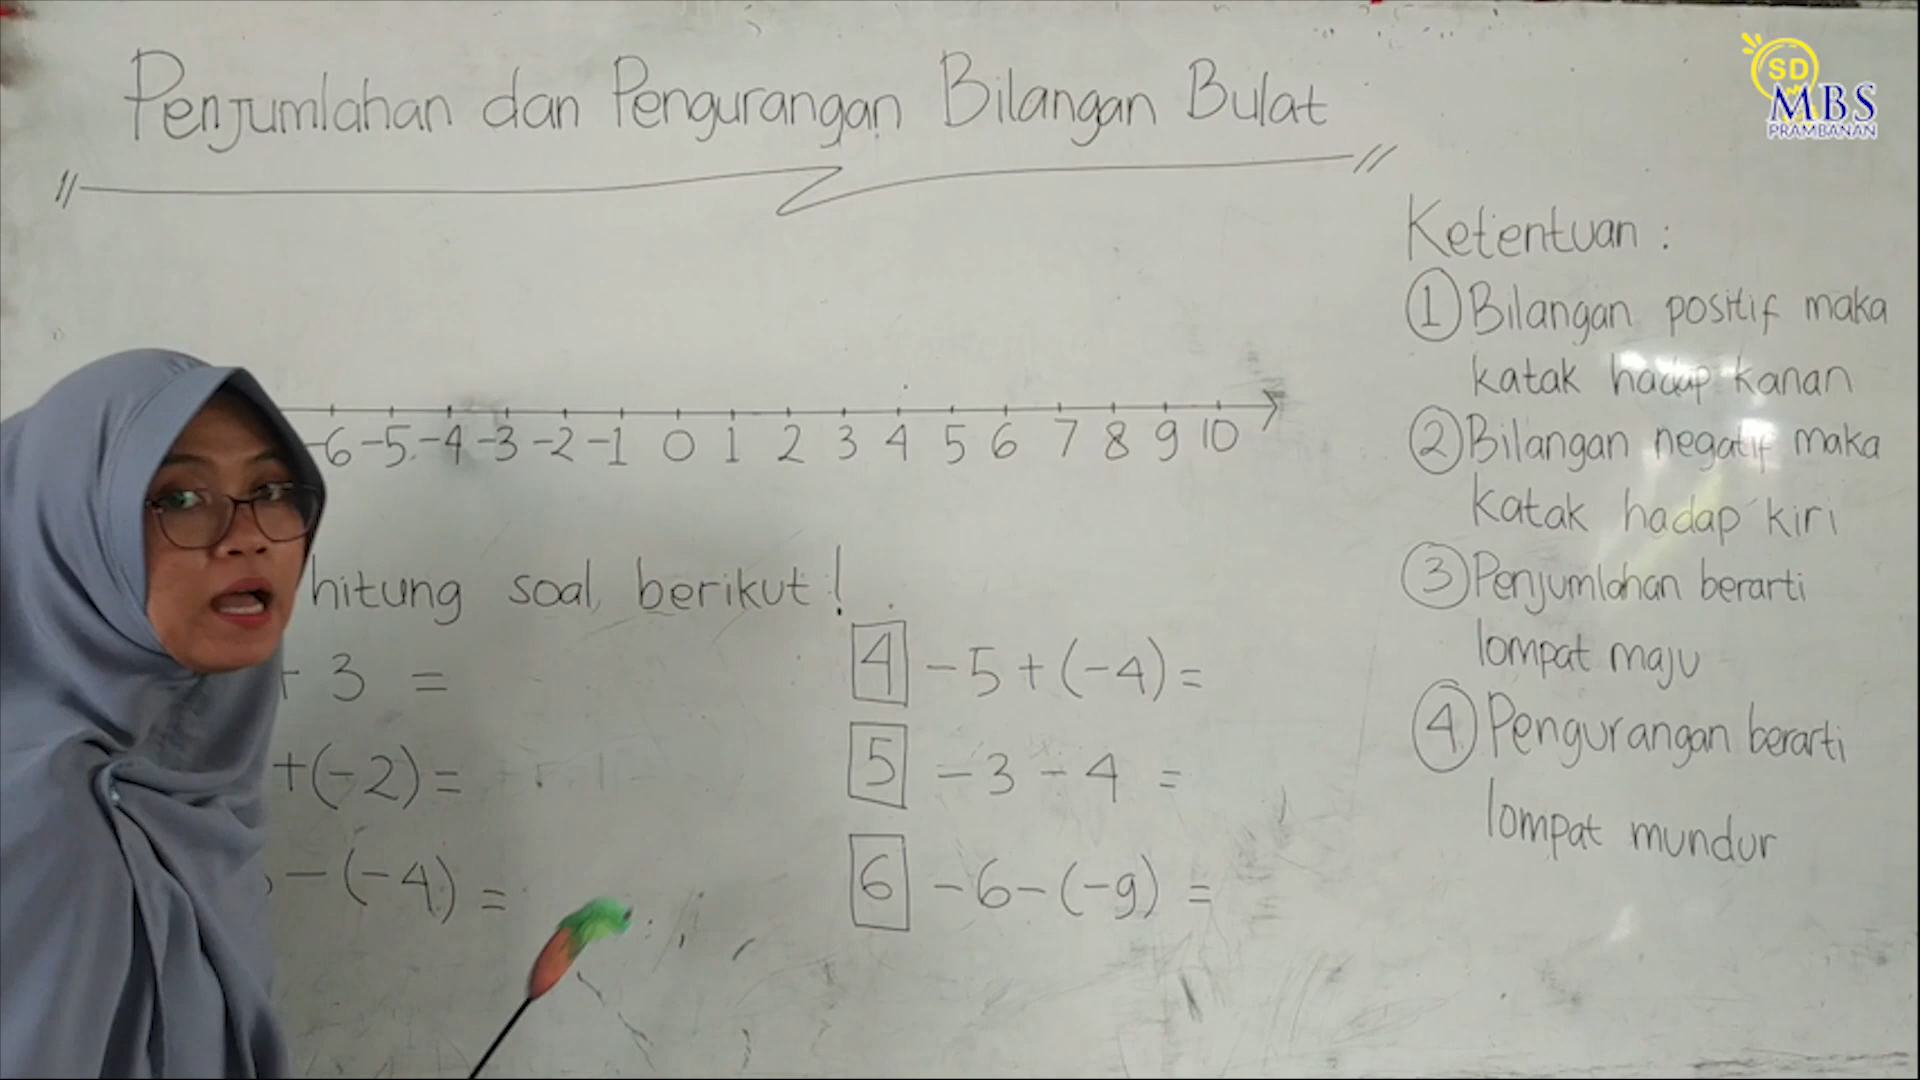 Penjumlahan dan Pengurangan Bilangan Bulat
SD
MBS
PRAMBANAN
-6 -5 -4 -3 -2 -1 0 1 2 3 4 5 6 7 8 9 10
hitung soal berikut!
+ 3 =
+(-2)=
-(-4) =
4 -5+(-4)=
5 -3-4 =
6 -6-(-9) =
Ketentuan :
1 Bilangan positif maka
katak hadap kanan
2 Bilangan negatif maka
katak hadap kiri
3 Penjumlahan berarti
lompat maju
4. Pengurangan berarti
lompat mundur